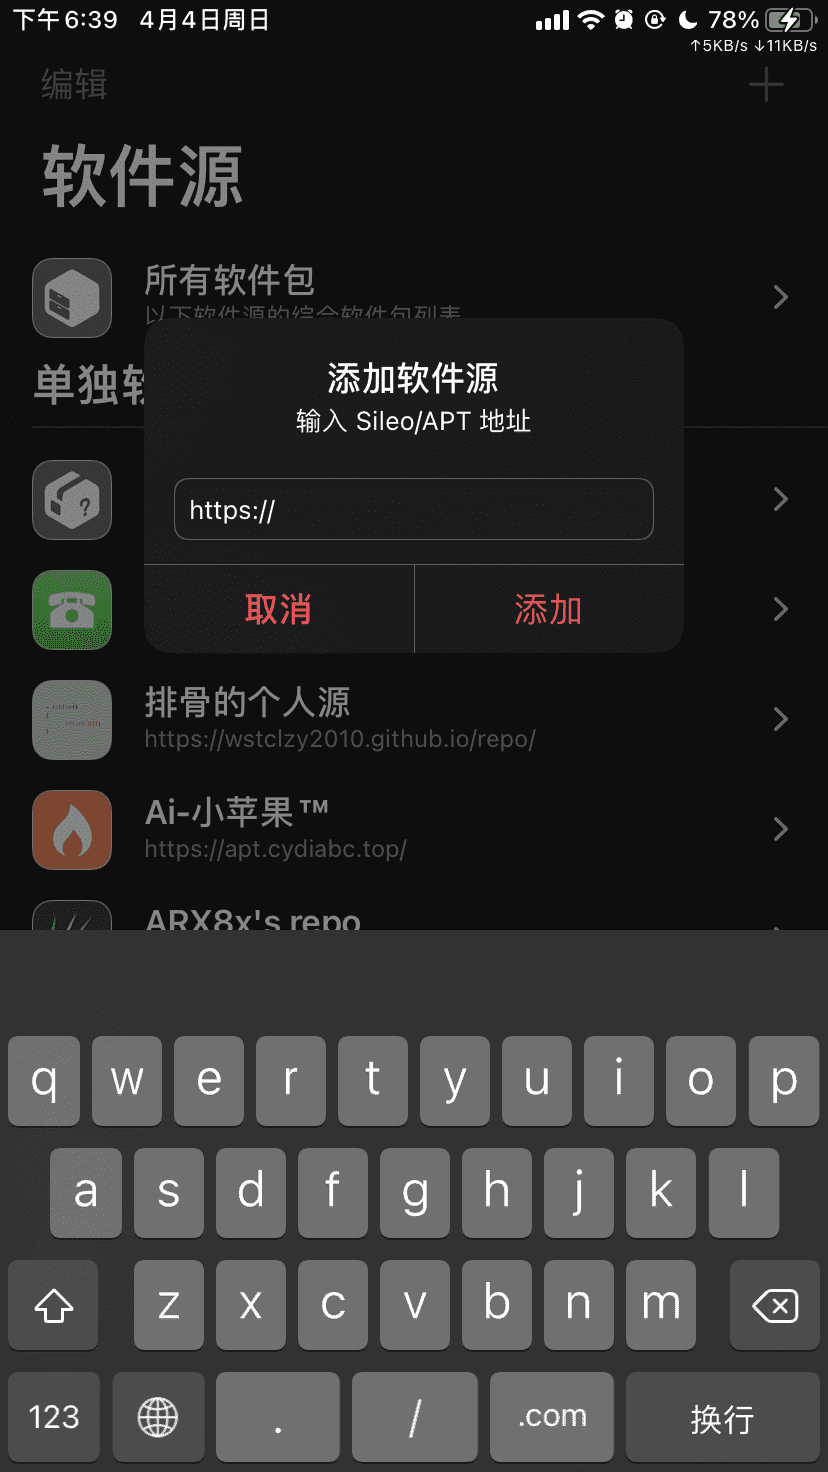 下午6:39 4月4日周日 78%
↑5KB/s ↓11KB/s
编辑
软件源
所有软件包
以下软件源的综合软件包列表
单独软
添加软件源
输入 Sileo/APT 地址
https://
取消 添加
排骨的个人源
https://wstclzy2010.github.io/repo/
Ai-小苹果™
https://apt.cydiabc.top/
ARX8x's repo
q w e r t y u i o p
a s d f g h j k l
z x c v b n m
123 . / .com 换行